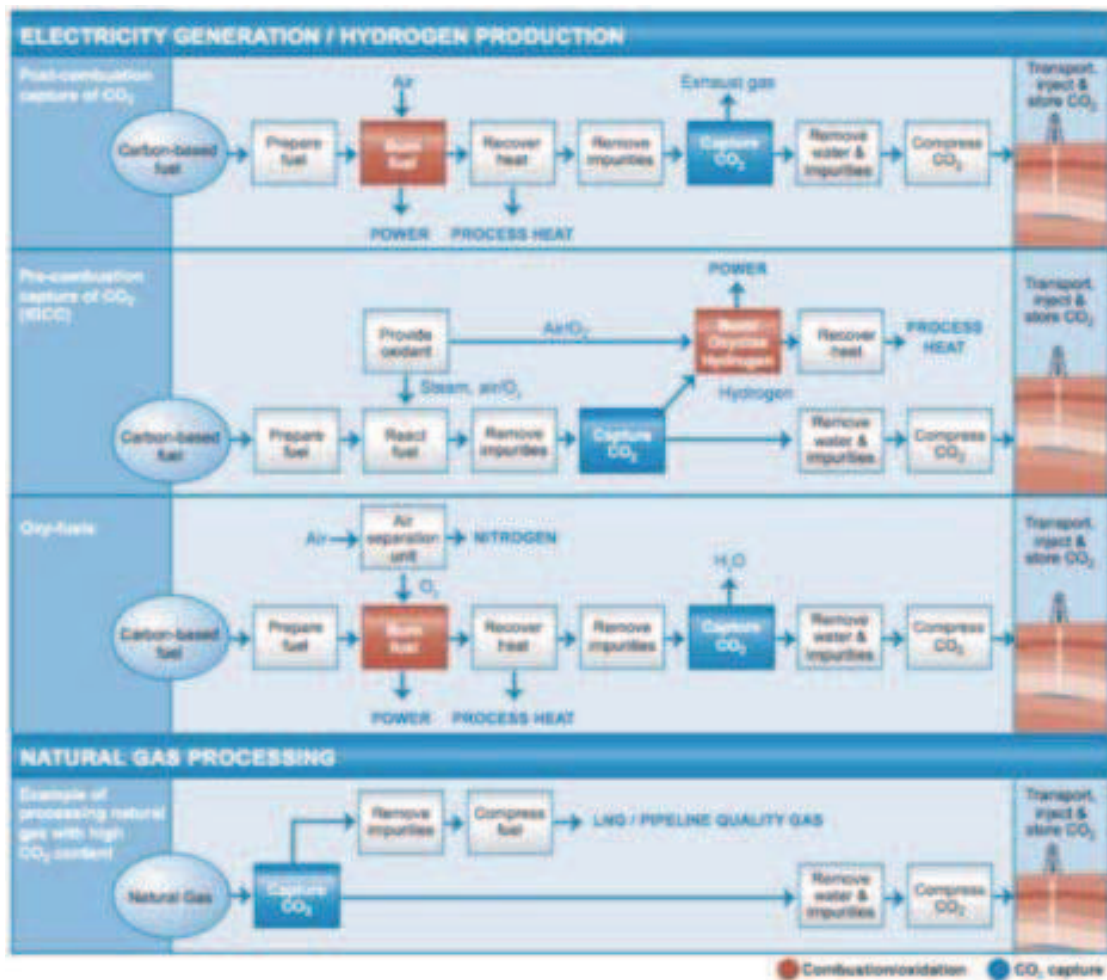 ELECTRICITY GENERATION / HYDROGEN PRODUCTION
Post-combustion
capture of CO₂
Air
Exhaust gas
Transport,
inject &
store CO₂
Carbon-based
fuel
Prepare
fuel
Burn
fuel
Recover
heat
Remove
impurities
Capture
CO₂
Remove
water &
impurities
Compress
CO₂
POWER
PROCESS HEAT
Pre-combustion
capture of CO₂
(IGCC)
POWER
Transport,
inject &
store CO₂
Provide
oxidant
Air/O₂
Hydrogen
Recover
heat
PROCESS
HEAT
Steam, air/O₂
Hydrogen
Carbon-based
fuel
Prepare
fuel
React
fuel
Remove
impurities
Capture
CO₂
Remove
water &
impurities
Compress
CO₂
Oxy-fuels
Air
Air
separation
unit
NITROGEN
O₂
H₂O
Transport,
inject &
store CO₂
Carbon-based
fuel
Prepare
fuel
Burn
fuel
Recover
heat
Remove
impurities
Capture
CO₂
Remove
water &
impurities
Compress
CO₂
POWER
PROCESS HEAT
NATURAL GAS PROCESSING
Example of
processing natural
gas with high
CO₂ content
Remove
impurities
Compress
fuel
LNG / PIPELINE QUALITY GAS
Transport,
inject &
store CO₂
Natural Gas
Capture
CO₂
Remove
water &
impurities
Compress
CO₂
Combustion/oxidation
CO₂ capture